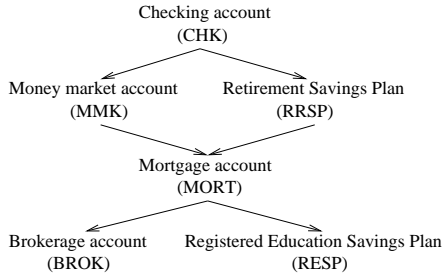 Checking account
(CHK)
Money market account
(MMK)
Retirement Savings Plan
(RRSP)
Mortgage account
(MORT)
Brokerage account
(BROK)
Registered Education Savings Plan
(RESP)